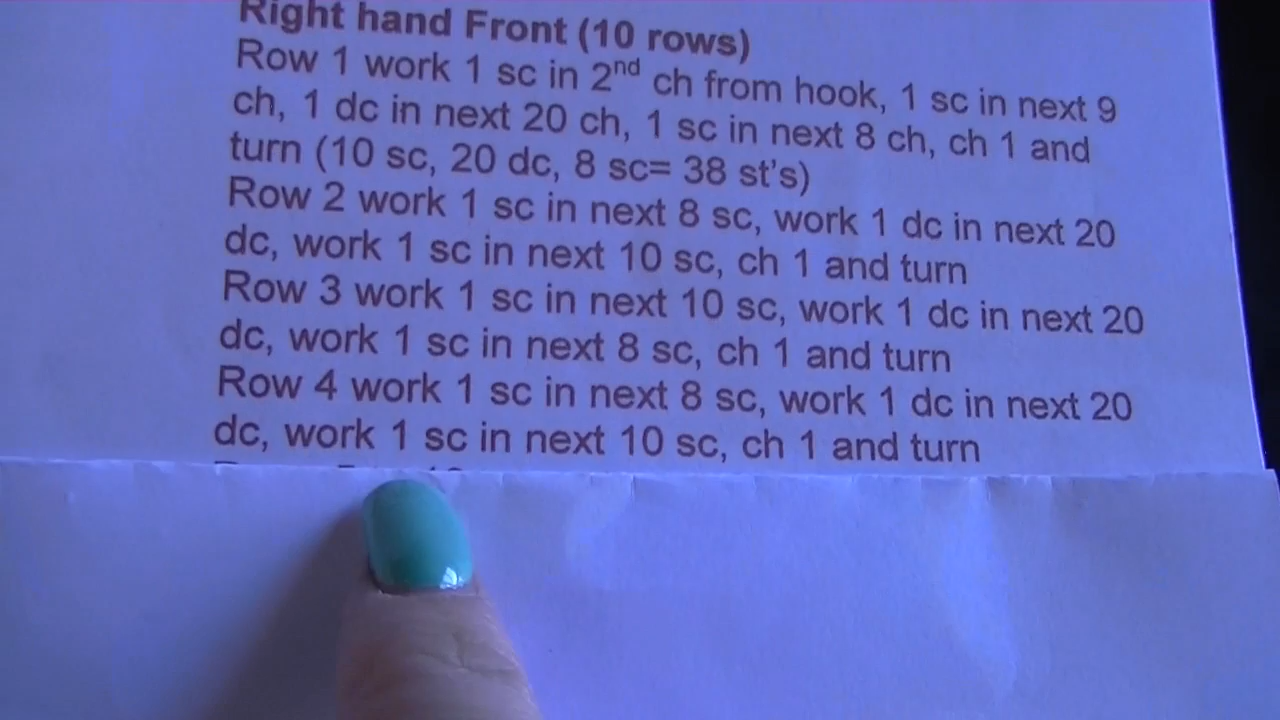 Right hand Front (10 rows)
Row 1 work 1 sc in 2nd ch from hook, 1 sc in next 9
ch, 1 dc in next 20 ch, 1 sc in next 8 ch, ch 1 and
turn (10 sc, 20 dc, 8 sc= 38 st's)
Row 2 work 1 sc in next 8 sc, work 1 dc in next 20
dc, work 1 sc in next 10 sc, ch 1 and turn
Row 3 work 1 sc in next 10 sc, work 1 dc in next 20
dc, work 1 sc in next 8 sc, ch 1 and turn
Row 4 work 1 sc in next 8 sc, work 1 dc in next 20
dc, work 1 sc in next 10 sc, ch 1 and turn